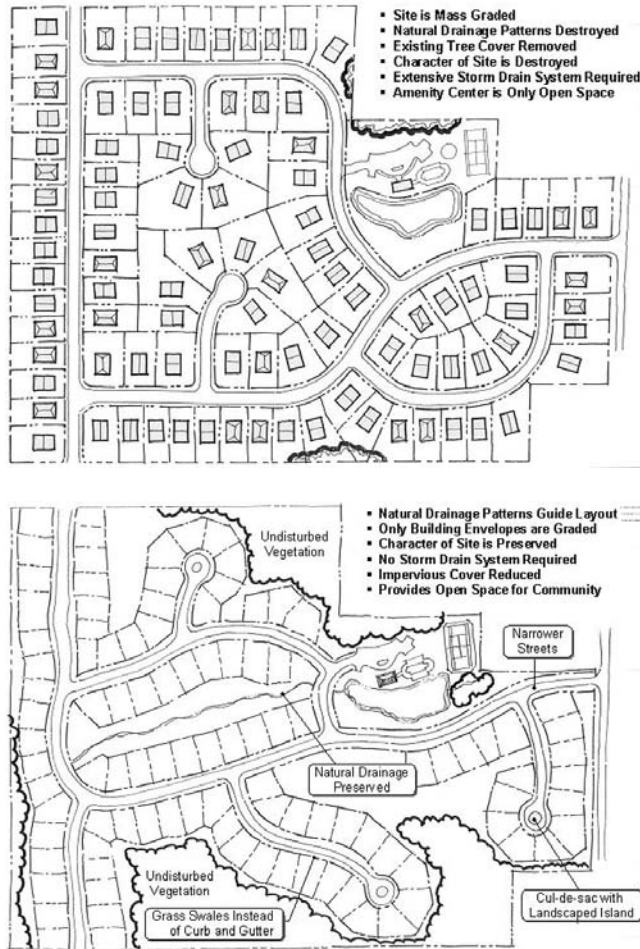 ▪ Site is Mass Graded
▪ Natural Drainage Patterns Destroyed
▪ Existing Tree Cover Removed
▪ Character of Site is Destroyed
▪ Extensive Storm Drain System Required
▪ Amenity Center is Only Open Space
▪ Natural Drainage Patterns Guide Layout
▪ Only Building Envelopes are Graded
▪ Character of Site is Preserved
▪ No Storm Drain System Required
▪ Impervious Cover Reduced
▪ Provides Open Space for Community
Undisturbed
Vegetation
Narrower
Streets
Natural Drainage
Preserved
Undisturbed
Vegetation
Grass Swales Instead
of Curb and Gutter
Cul-de-sac with
Landscaped Island